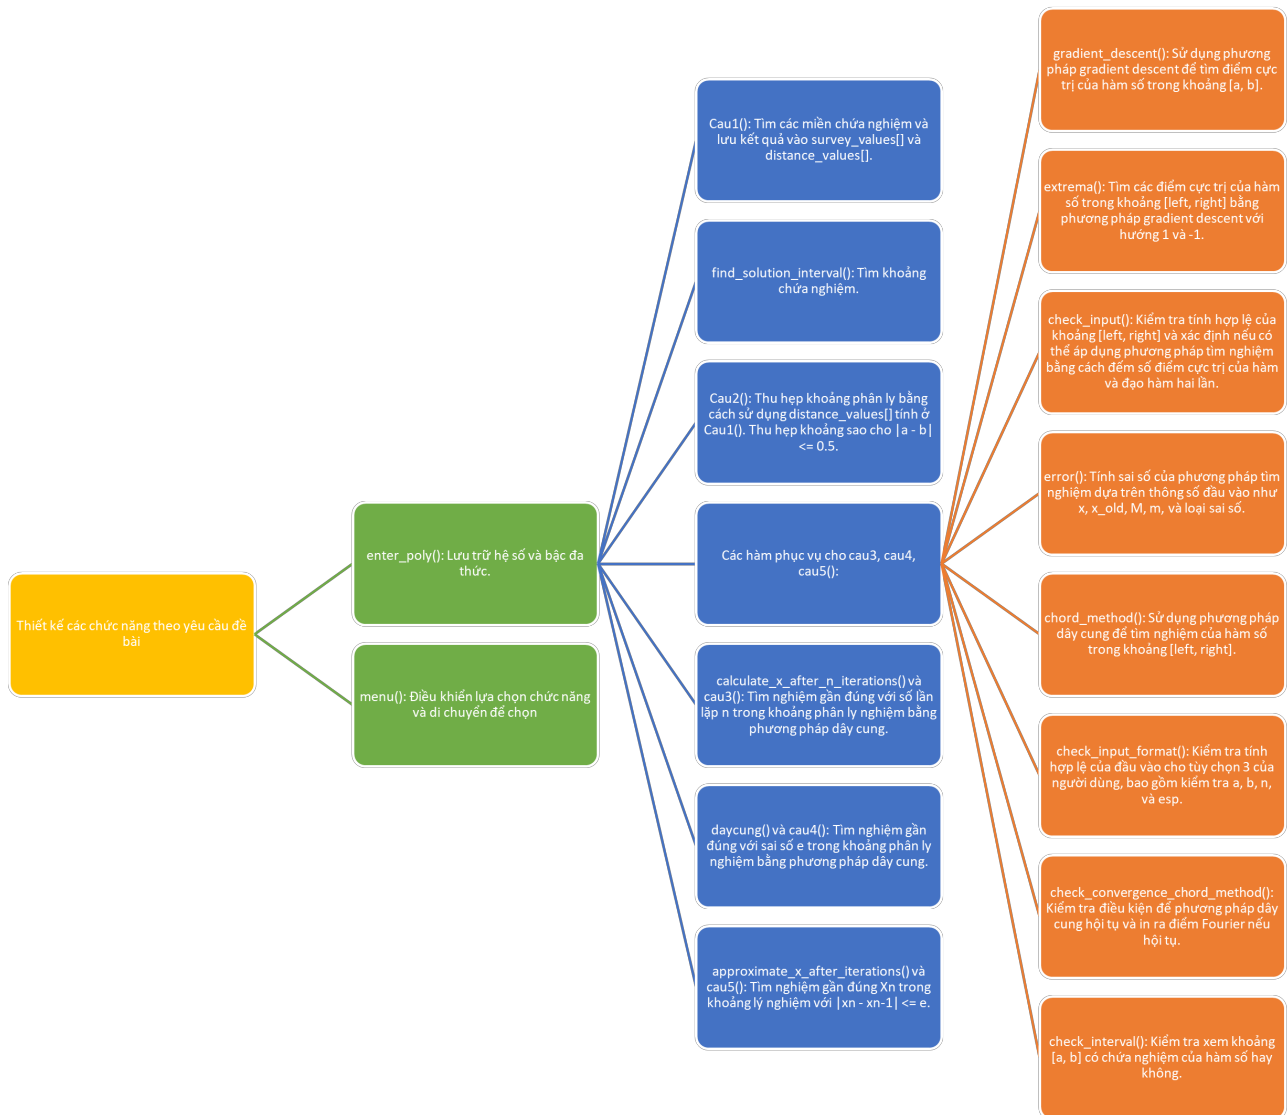 Thiết kế các chức năng theo yêu cầu đề
bài
enter_poly(): Lưu trữ hệ số và bậc đa
thức.
menu(): Điều khiển lựa chọn chức năng
và di chuyển để chọn
Cau1(): Tìm các miền chứa nghiệm và
lưu kết quả vào survey_values[] và
distance_values[].
find_solution_interval(): Tìm khoảng
chứa nghiệm.
Cau2(): Thu hẹp khoảng phân ly bằng
cách sử dụng distance_values[] tính ở
Cau1(). Thu hẹp khoảng sao cho |a - b|
<= 0.5.
Các hàm phục vụ cho cau3, cau4,
cau5():
calculate_x_after_n_iterations() và
cau3(): Tìm nghiệm gần đúng với số lần
lặp n trong khoảng phân ly nghiệm bằng
phương pháp dây cung.
daycung() và cau4(): Tìm nghiệm gần
đúng với sai số e trong khoảng phân ly
nghiệm bằng phương pháp dây cung.
approximate_x_after_iterations() và
cau5(): Tìm nghiệm gần đúng Xn trong
khoảng lý nghiệm với |xn - xn-1| <= e.
gradient_descent(): Sử dụng phương
pháp gradient descent để tìm điểm cực
trị của hàm số trong khoảng [a, b].
extrema(): Tìm các điểm cực trị của hàm
số trong khoảng [left, right] bằng
phương pháp gradient descent với
hướng 1 và -1.
check_input(): Kiểm tra tính hợp lệ của
khoảng [left, right] và xác định nếu có
thể áp dụng phương pháp tìm nghiệm
bằng cách đếm số điểm cực trị của hàm
và đạo hàm hai lần.
error(): Tính sai số của phương pháp tìm
nghiệm dựa trên thông số đầu vào như
x, x_old, M, m, và loại sai số.
chord_method(): Sử dụng phương pháp
dây cung để tìm nghiệm của hàm số
trong khoảng [left, right].
check_input_format(): Kiểm tra tính
hợp lệ của đầu vào cho tùy chọn 3 của
người dùng, bao gồm kiểm tra a, b, n,
và esp.
check_convergence_chord_method():
Kiểm tra điều kiện để phương pháp dây
cung hội tụ và in ra điểm Fourier nếu
hội tụ.
check_interval(): Kiểm tra xem khoảng
[a, b] có chứa nghiệm của hàm số hay
không.